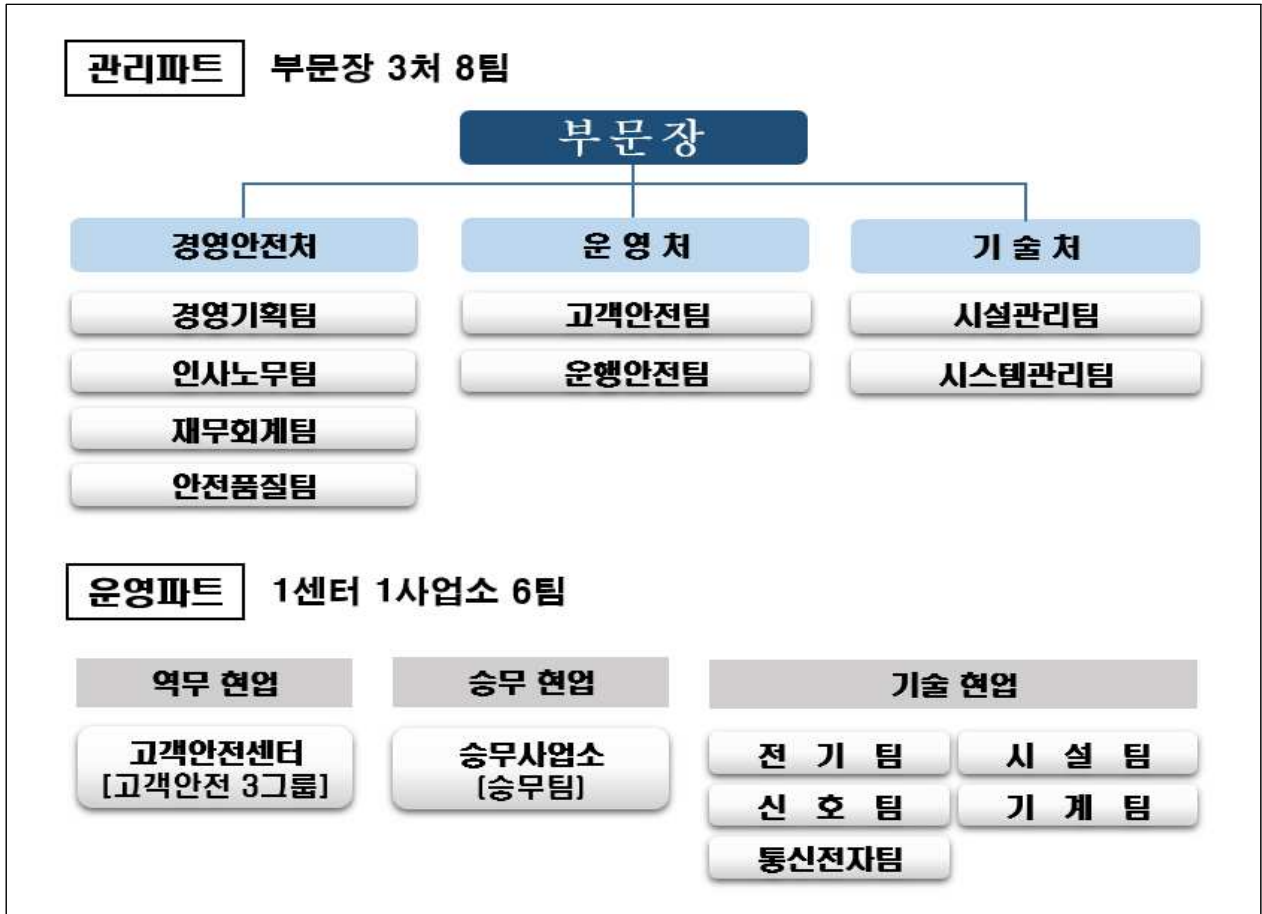 관리파트 부문장 3처 8팀
부문장
경영안전처 운 영 처 기 술 처
경영기획팀 고객안전팀 시설관리팀
인사노무팀 운행안전팀 시스템관리팀
재무회계팀
안전품질팀
운영파트 1센터 1사업소 6팀
역무 현업 승무 현업 기술 현업
고객안전센터 승무사업소 전 기 팀 시 설 팀
[고객안전 3그룹] (승무팀) 신 호 팀 기 계 팀
통신전자팀